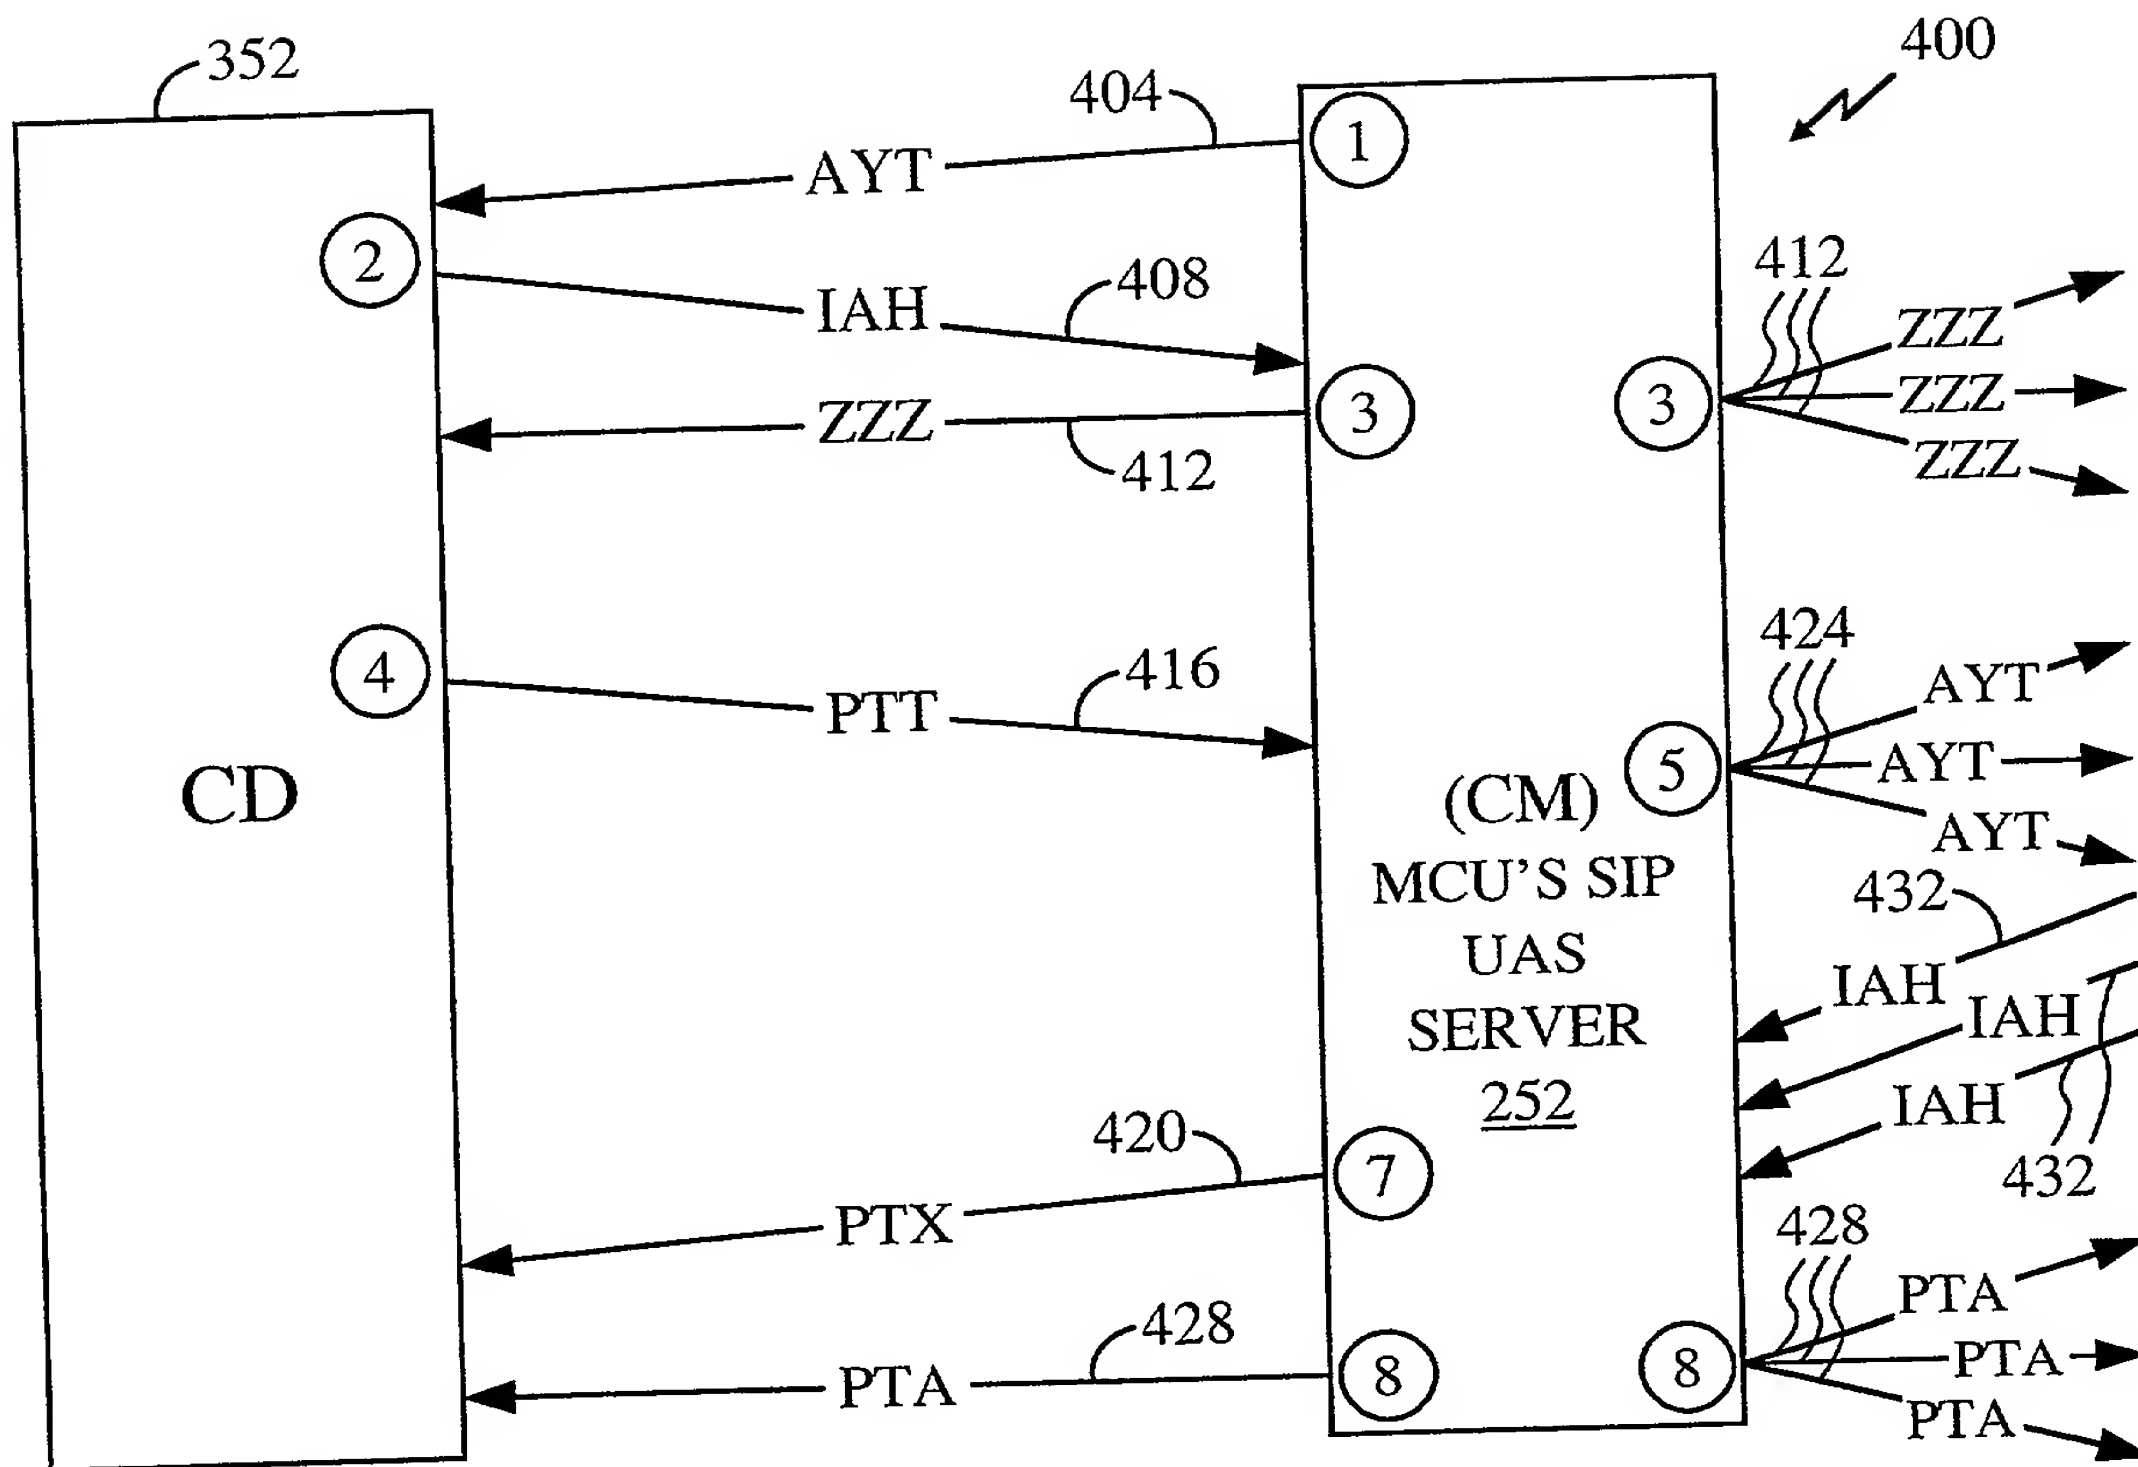 400
352
404
1
AYT
2
412
408
ZZZ
IAH
ZZZ
3
3
ZZZ
ZZZ
412
424
4
416
AYT
PTT
5
AYT
CD
(CM)
AYT
MCU'S SIP
432
UAS
IAH
IAH
SERVER
252
IAH
420
7
432
PTX
428
PTA
428
8
8
PTA
PTA
PTA